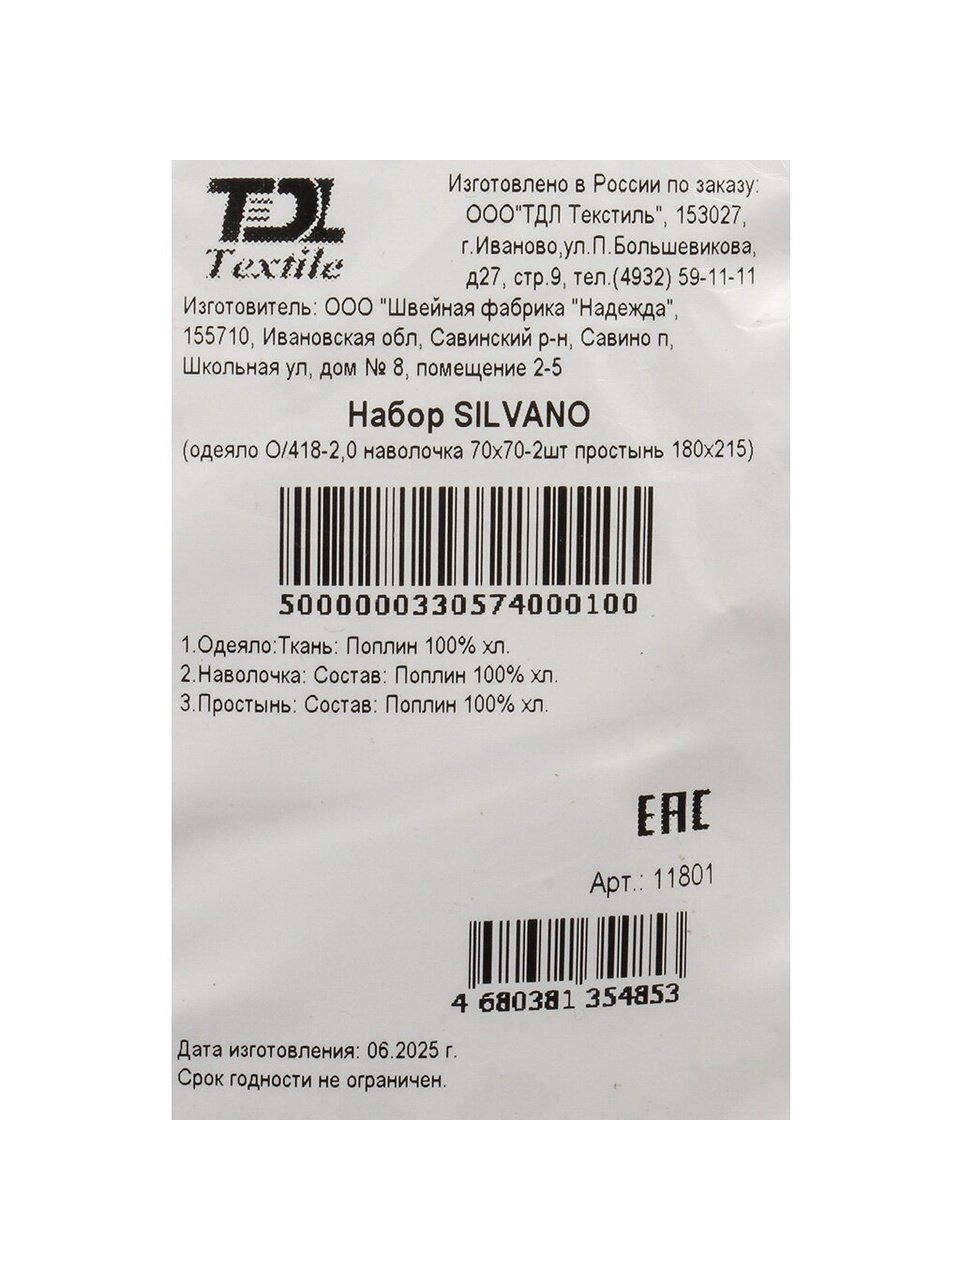 TDL
Textile
Изготовлено в России по заказу:
ООО"ТДЛ Текстиль", 153027,
г.Иваново,ул.П.Большевикова,
д27, стр.9, тел.(4932) 59-11-11
Изготовитель: ООО "Швейная фабрика "Надежда",
155710, Ивановская обл, Савинский р-н, Савино п,
Школьная ул, дом № 8, помещение 2-5
Набор SILVANO
(одеяло О/418-2,0 наволочка 70х70-2шт простынь 180х215)
5000000330574000100
1.Одеяло:Ткань: Поплин 100% хл.
2.Наволочка: Состав: Поплин 100% хл.
3.Простынь: Состав: Поплин 100% хл.
ЕАС
Арт.: 11801
4 680381 354853
Дата изготовления: 06.2025 г.
Срок годности не ограничен.